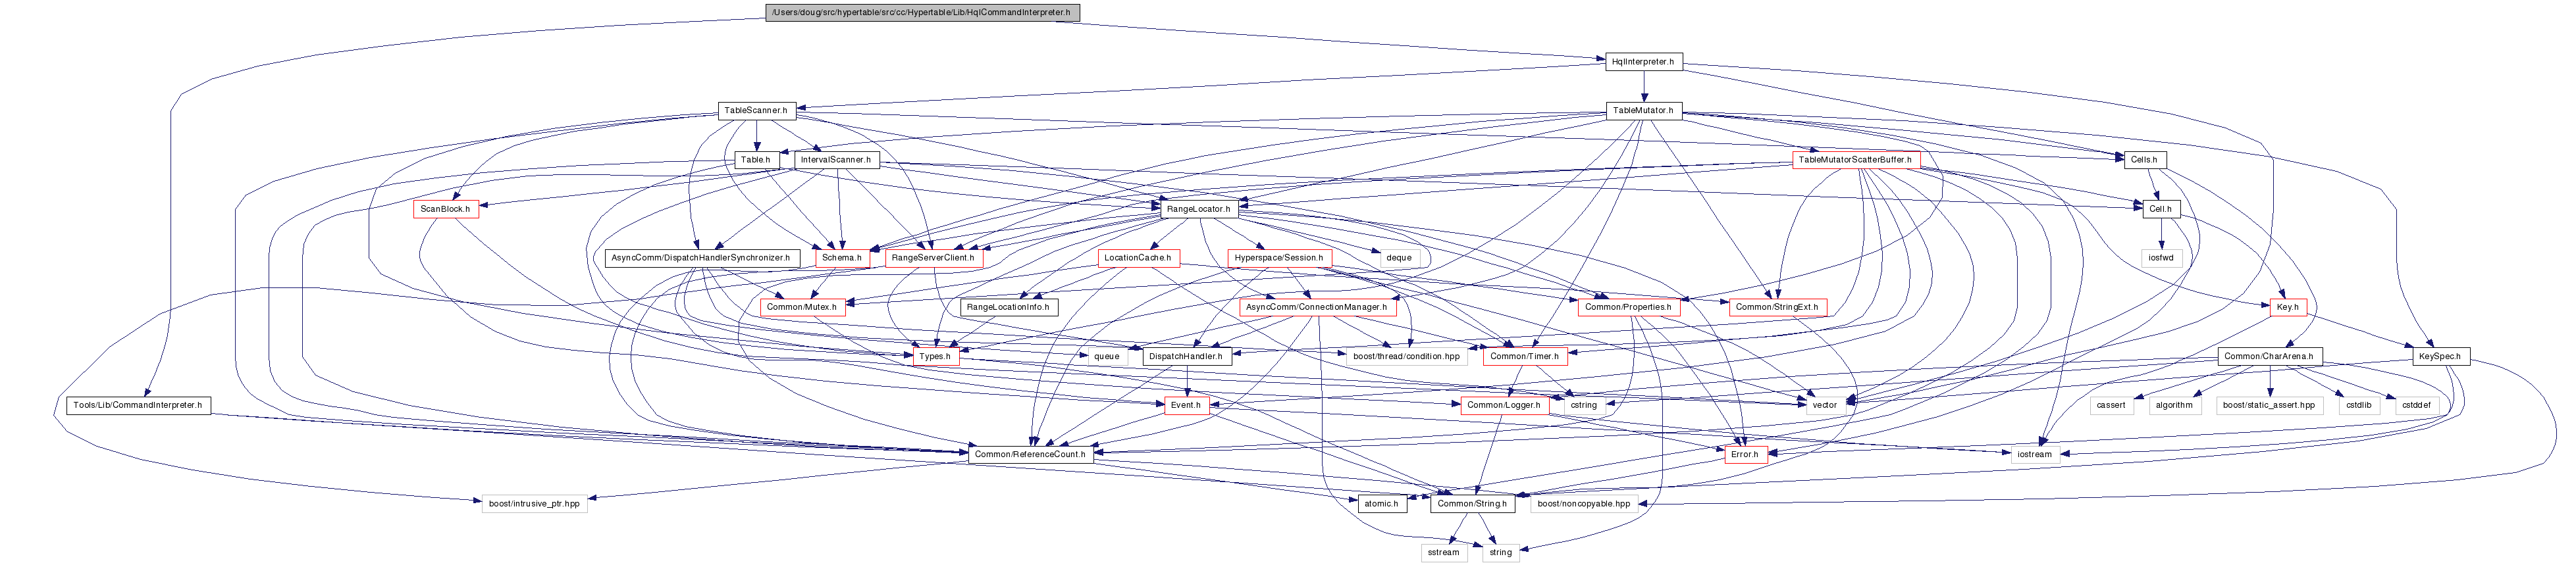 /Users/doug/src/hypertable/src/cc/Hypertable/Lib/HqlCommandInterpreter.h
HqlInterpreter.h
TableScanner.h
TableMutator.h
Table.h
IntervalScanner.h
TableMutatorScatterBuffer.h
Cells.h
ScanBlock.h
RangeLocator.h
Cell.h
AsyncComm/DispatchHandlerSynchronizer.h
Schema.h
RangeServerClient.h
LocationCache.h
Hyperspace/Session.h
deque
iosfwd
Common/Mutex.h
RangeLocationInfo.h
AsyncComm/ConnectionManager.h
Common/Properties.h
Common/StringExt.h
Key.h
Types.h
queue
DispatchHandler.h
boost/thread/condition.hpp
Common/Timer.h
Common/CharArena.h
KeySpec.h
Tools/Lib/CommandInterpreter.h
Event.h
Common/Logger.h
cstring
vector
cassert
algorithm
boost/static_assert.hpp
cstdlib
cstddef
Common/ReferenceCount.h
Error.h
iostream
boost/intrusive_ptr.hpp
atomic.h
Common/String.h
boost/noncopyable.hpp
sstream
string